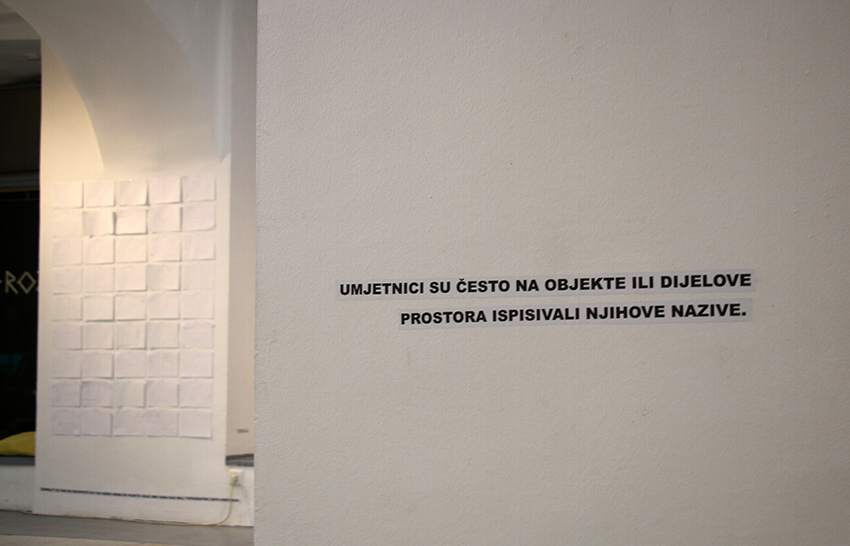 UMJETNICI SU ČESTO NA OBJEKTE ILI DIJELOVE
PROSTORA ISPISIVALI NJIHOVE NAZIVE.